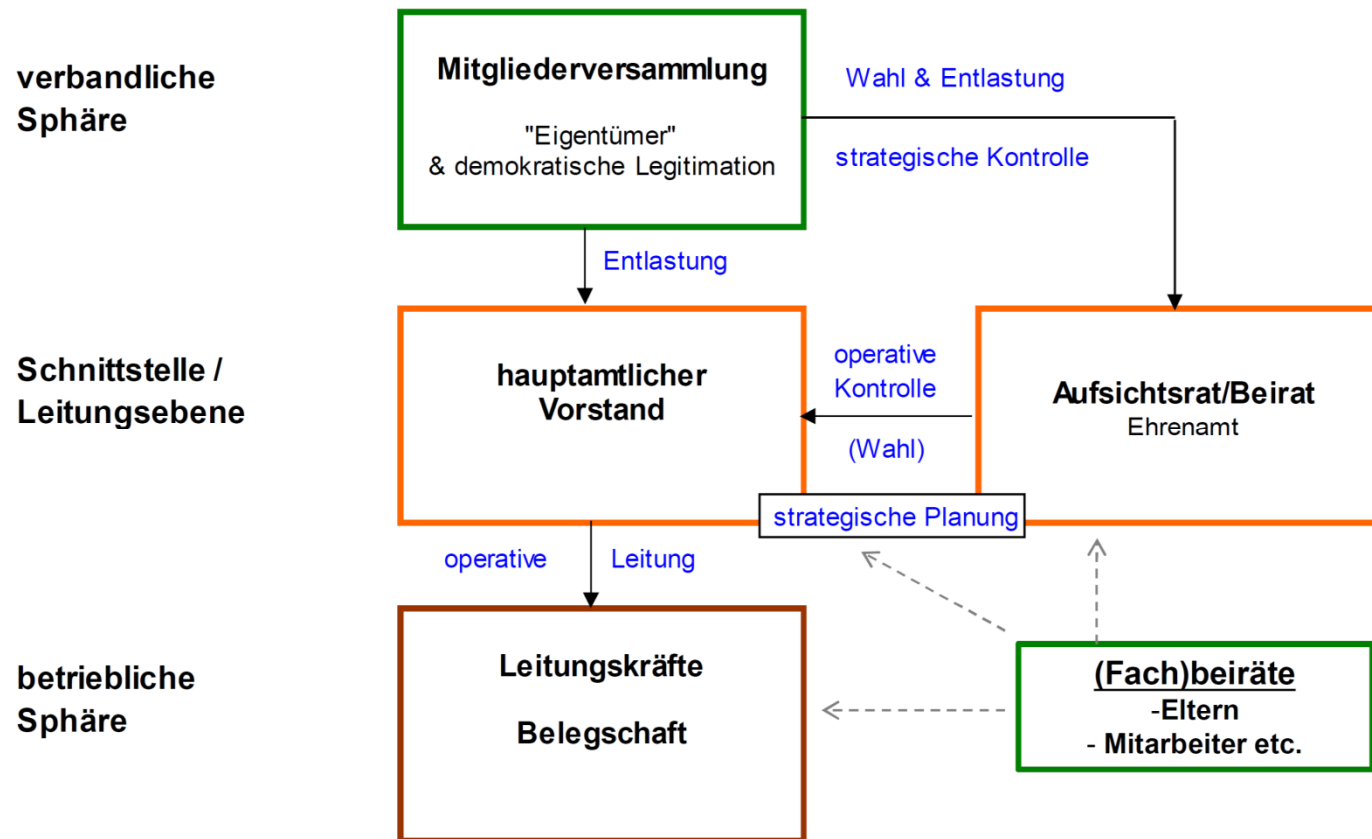 verbandliche
Sphäre
Mitgliederversammlung
"Eigentümer"
& demokratische Legitimation
Wahl & Entlastung
strategische Kontrolle
Entlastung
Schnittstelle /
Leitungsebene
hauptamtlicher
Vorstand
operative
Kontrolle
(Wahl)
Aufsichtsrat/Beirat
Ehrenamt
strategische Planung
operative Leitung
betriebliche
Sphäre
Leitungskräfte
Belegschaft
(Fach)beiräte
-Eltern
- Mitarbeiter etc.